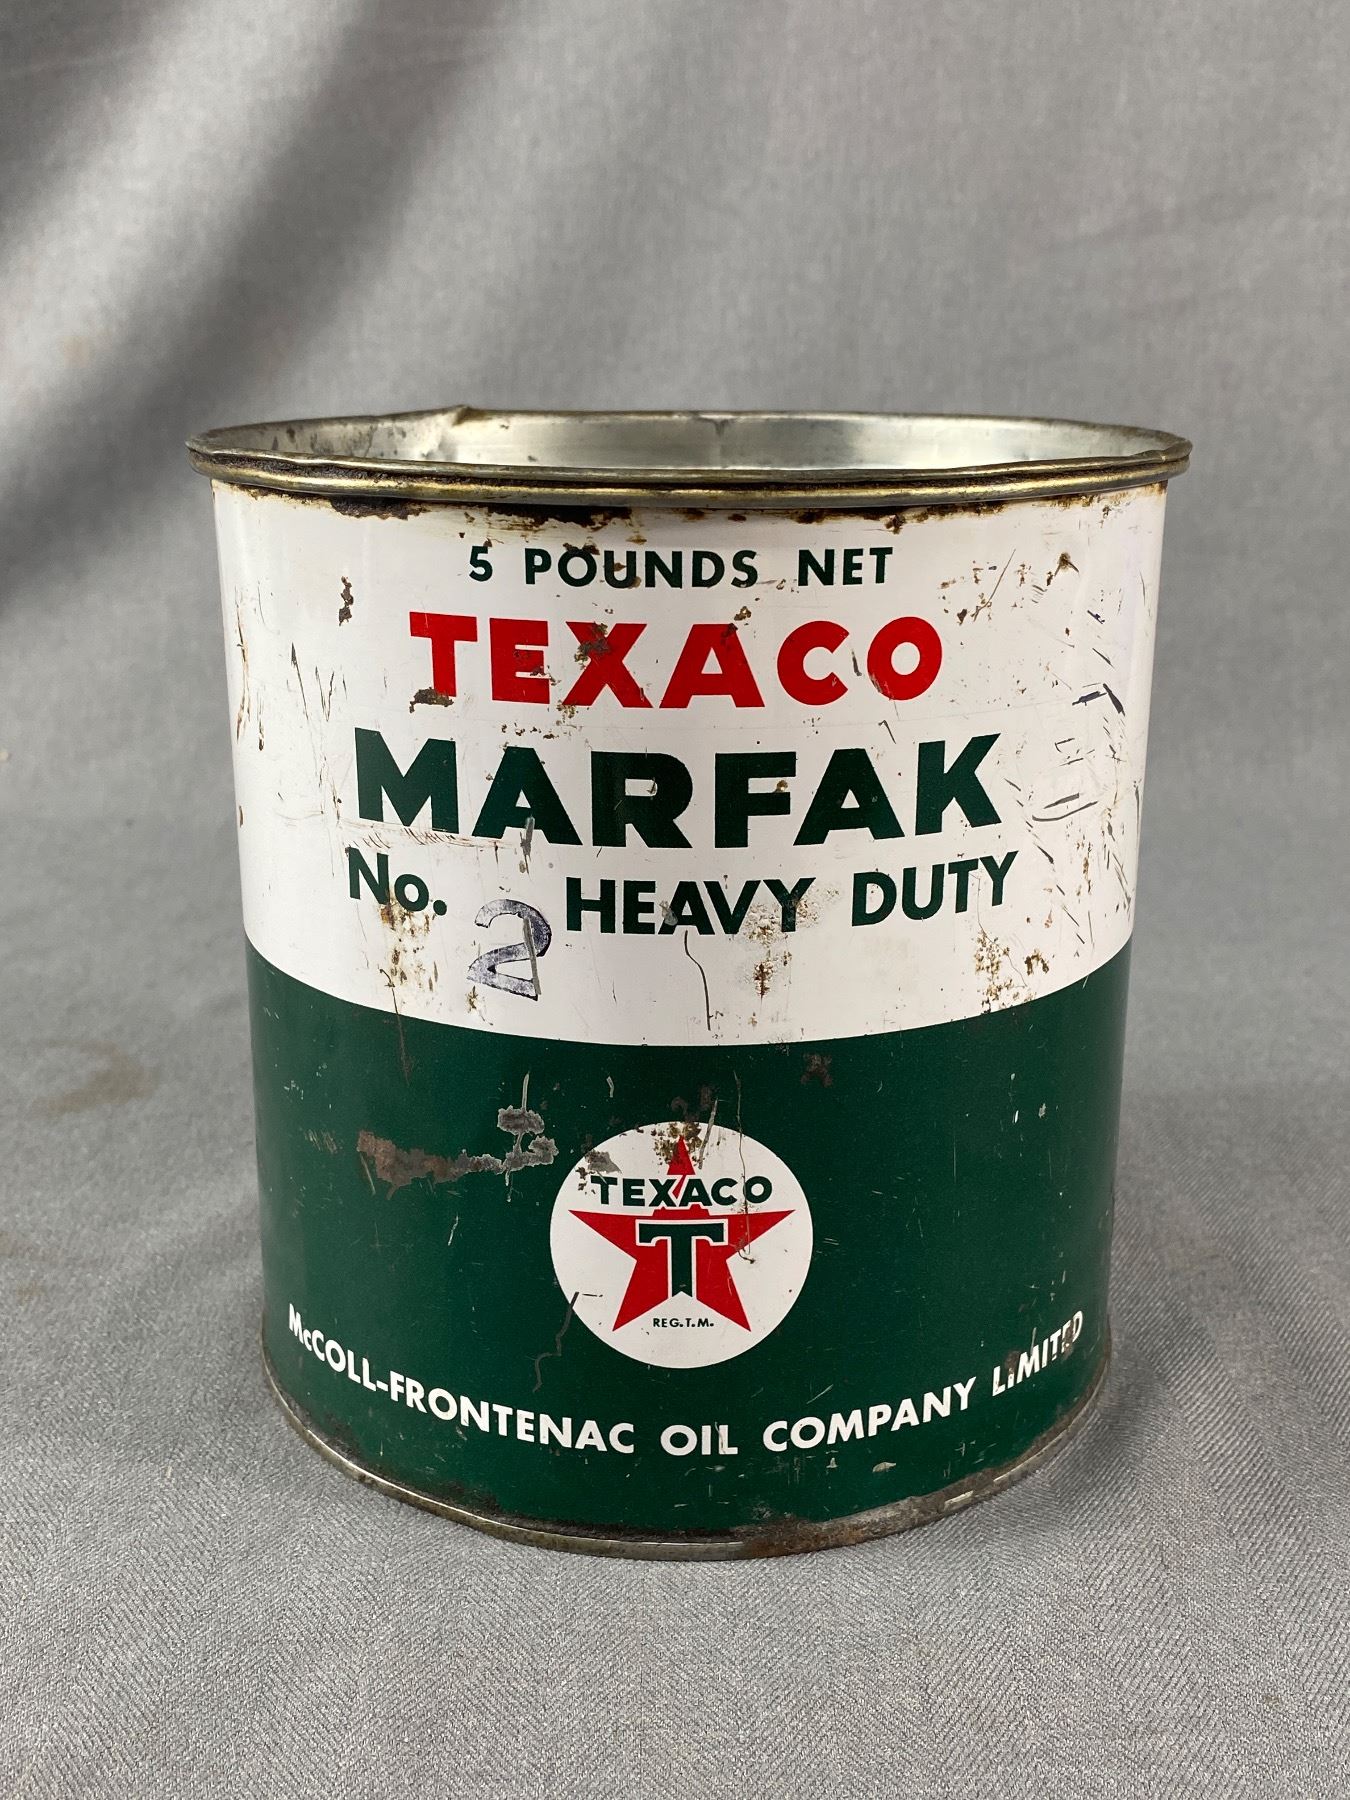 5 POUNDS NET
TEXACO
MARFAK
No. 2 HEAVY DUTY
TEXACO
T
REG.T.M.
McCOLL-FRONTENAC OIL COMPANY LIMITED